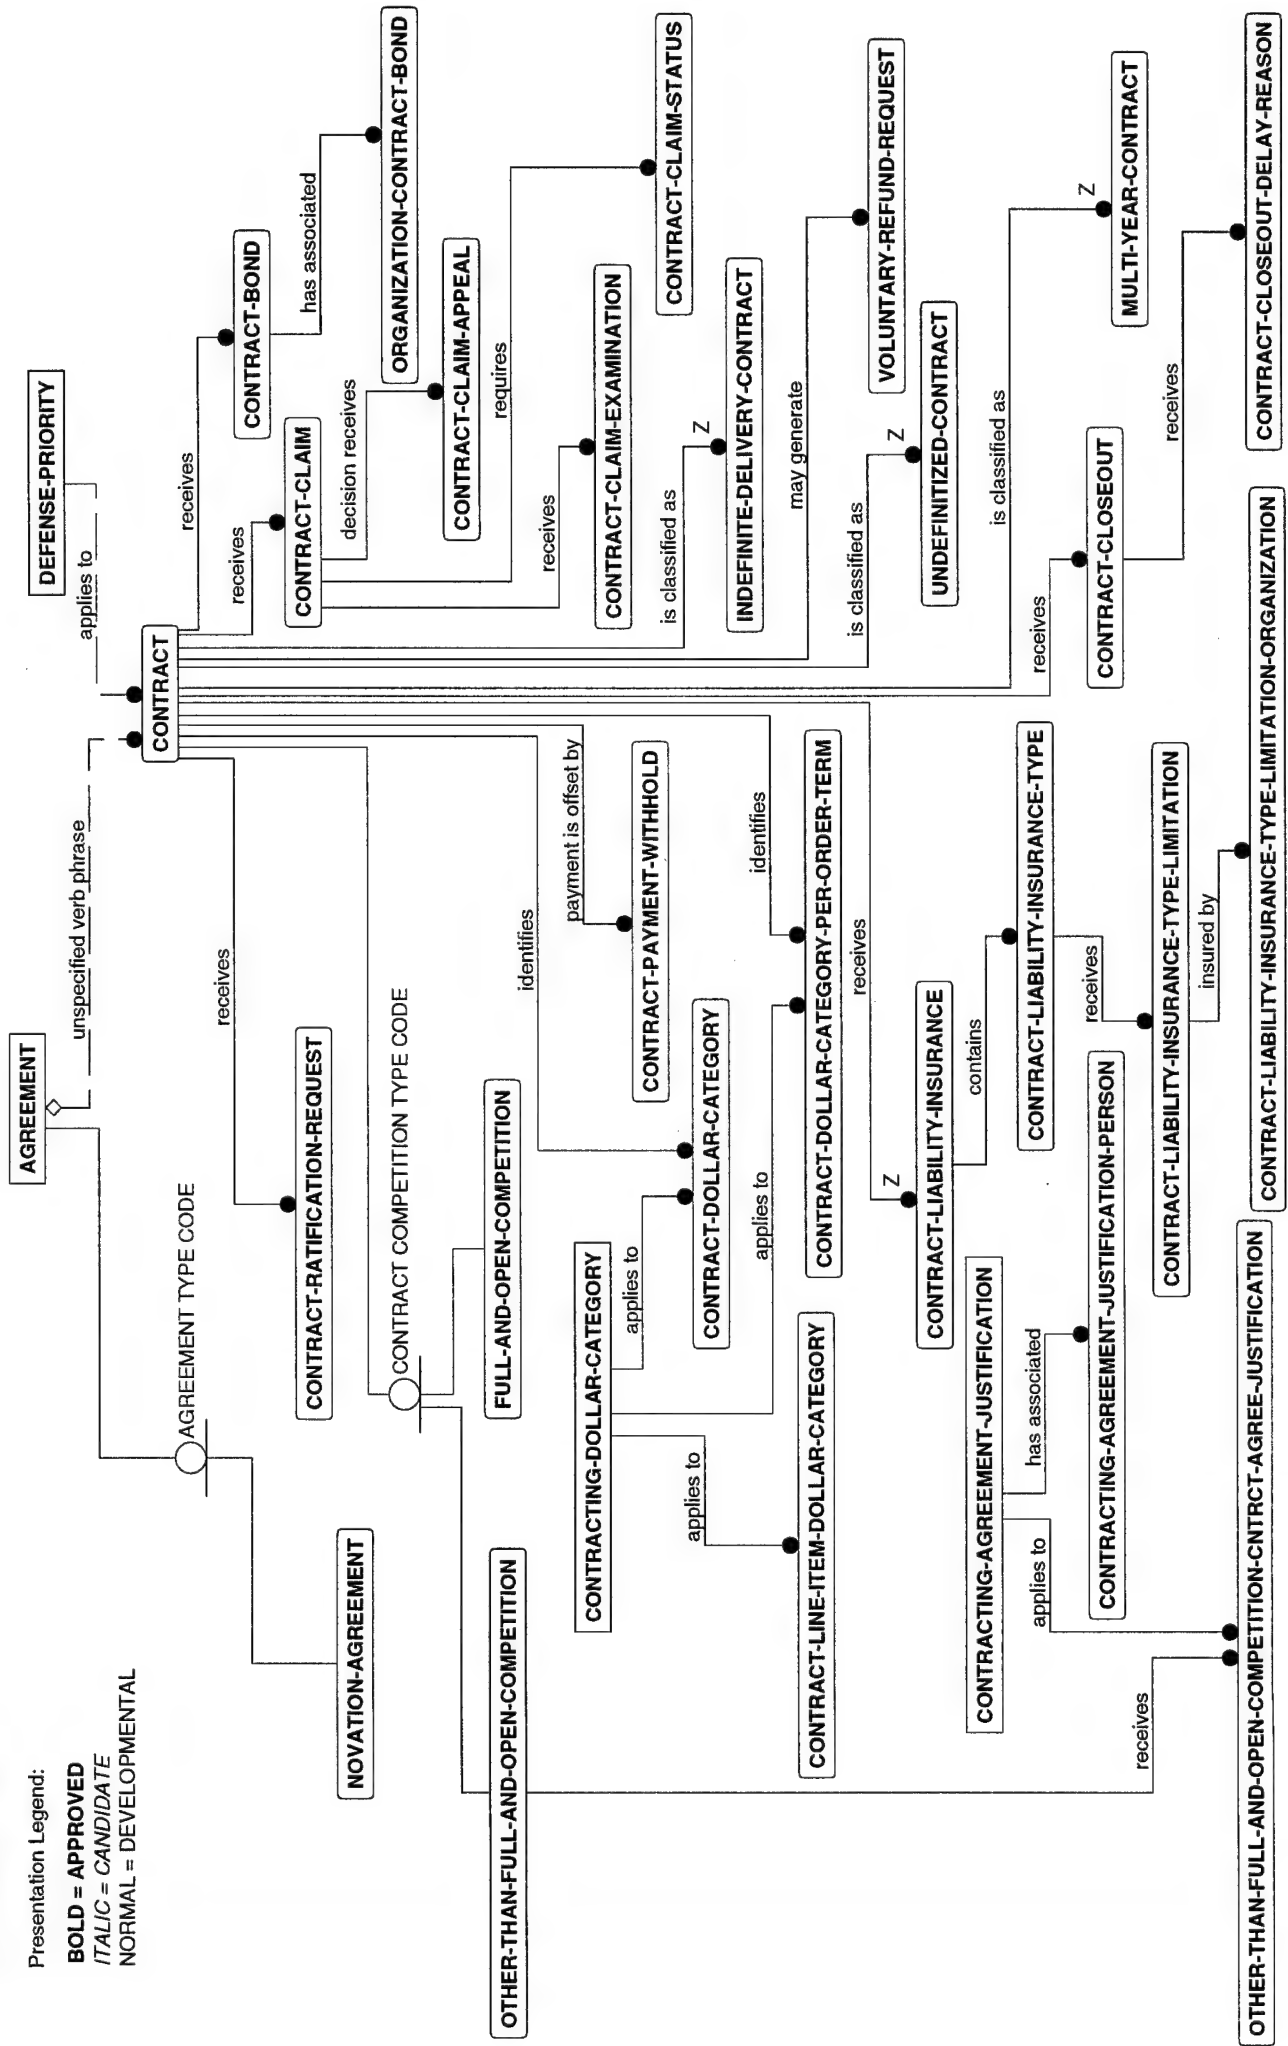 Presentation Legend:
BOLD = APPROVED
ITALIC = CANDIDATE
NORMAL = DEVELOPMENTAL
AGREEMENT
unspecified verb phrase
DEFENSE-PRIORITY
applies to
CONTRACT
AGREEMENT TYPE CODE
NOVATION-AGREEMENT
receives
CONTRACT-RATIFICATION-REQUEST
receives
CONTRACT-BOND
has associated
ORGANIZATION-CONTRACT-BOND
receives
CONTRACT-CLAIM
decision receives
CONTRACT-CLAIM-APPEAL
requires
CONTRACT-CLAIM-STATUS
receives
CONTRACT-CLAIM-EXAMINATION
CONTRACT COMPETITION TYPE CODE
FULL-AND-OPEN-COMPETITION
OTHER-THAN-FULL-AND-OPEN-COMPETITION
identifies
CONTRACTING-DOLLAR-CATEGORY
applies to
CONTRACT-DOLLAR-CATEGORY
payment is offset by
CONTRACT-PAYMENT-WITHHOLD
is classified as
Z
INDEFINITE-DELIVERY-CONTRACT
applies to
CONTRACT-LINE-ITEM-DOLLAR-CATEGORY
applies to
identifies
CONTRACT-DOLLAR-CATEGORY-PER-ORDER-TERM
may generate
VOLUNTARY-REFUND-REQUEST
is classified as
Z
UNDEFINITIZED-CONTRACT
receives
Z
CONTRACT-LIABILITY-INSURANCE
contains
CONTRACT-LIABILITY-INSURANCE-TYPE
is classified as
Z
MULTI-YEAR-CONTRACT
receives
CONTRACT-CLOSEOUT
receives
CONTRACT-CLOSEOUT-DELAY-REASON
CONTRACTING-AGREEMENT-JUSTIFICATION
has associated
CONTRACTING-AGREEMENT-JUSTIFICATION-PERSON
applies to
receives
CONTRACT-LIABILITY-INSURANCE-TYPE-LIMITATION
insured by
CONTRACT-LIABILITY-INSURANCE-TYPE-LIMITATION-ORGANIZATION
receives
OTHER-THAN-FULL-AND-OPEN-COMPETITION-CNTRCT-AGREE-JUSTIFICATION